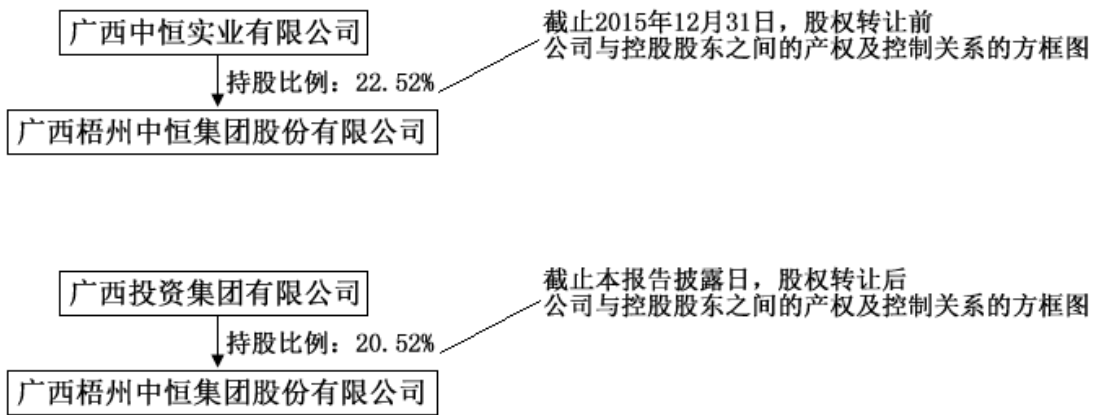 广西中恒实业有限公司
截止2015年12月31日，股权转让前
公司与控股股东之间的产权及控制关系的方框图
持股比例：22.52%
广西梧州中恒集团股份有限公司
广西投资集团有限公司
截止本报告披露日，股权转让后
公司与控股股东之间的产权及控制关系的方框图
持股比例：20.52%
广西梧州中恒集团股份有限公司